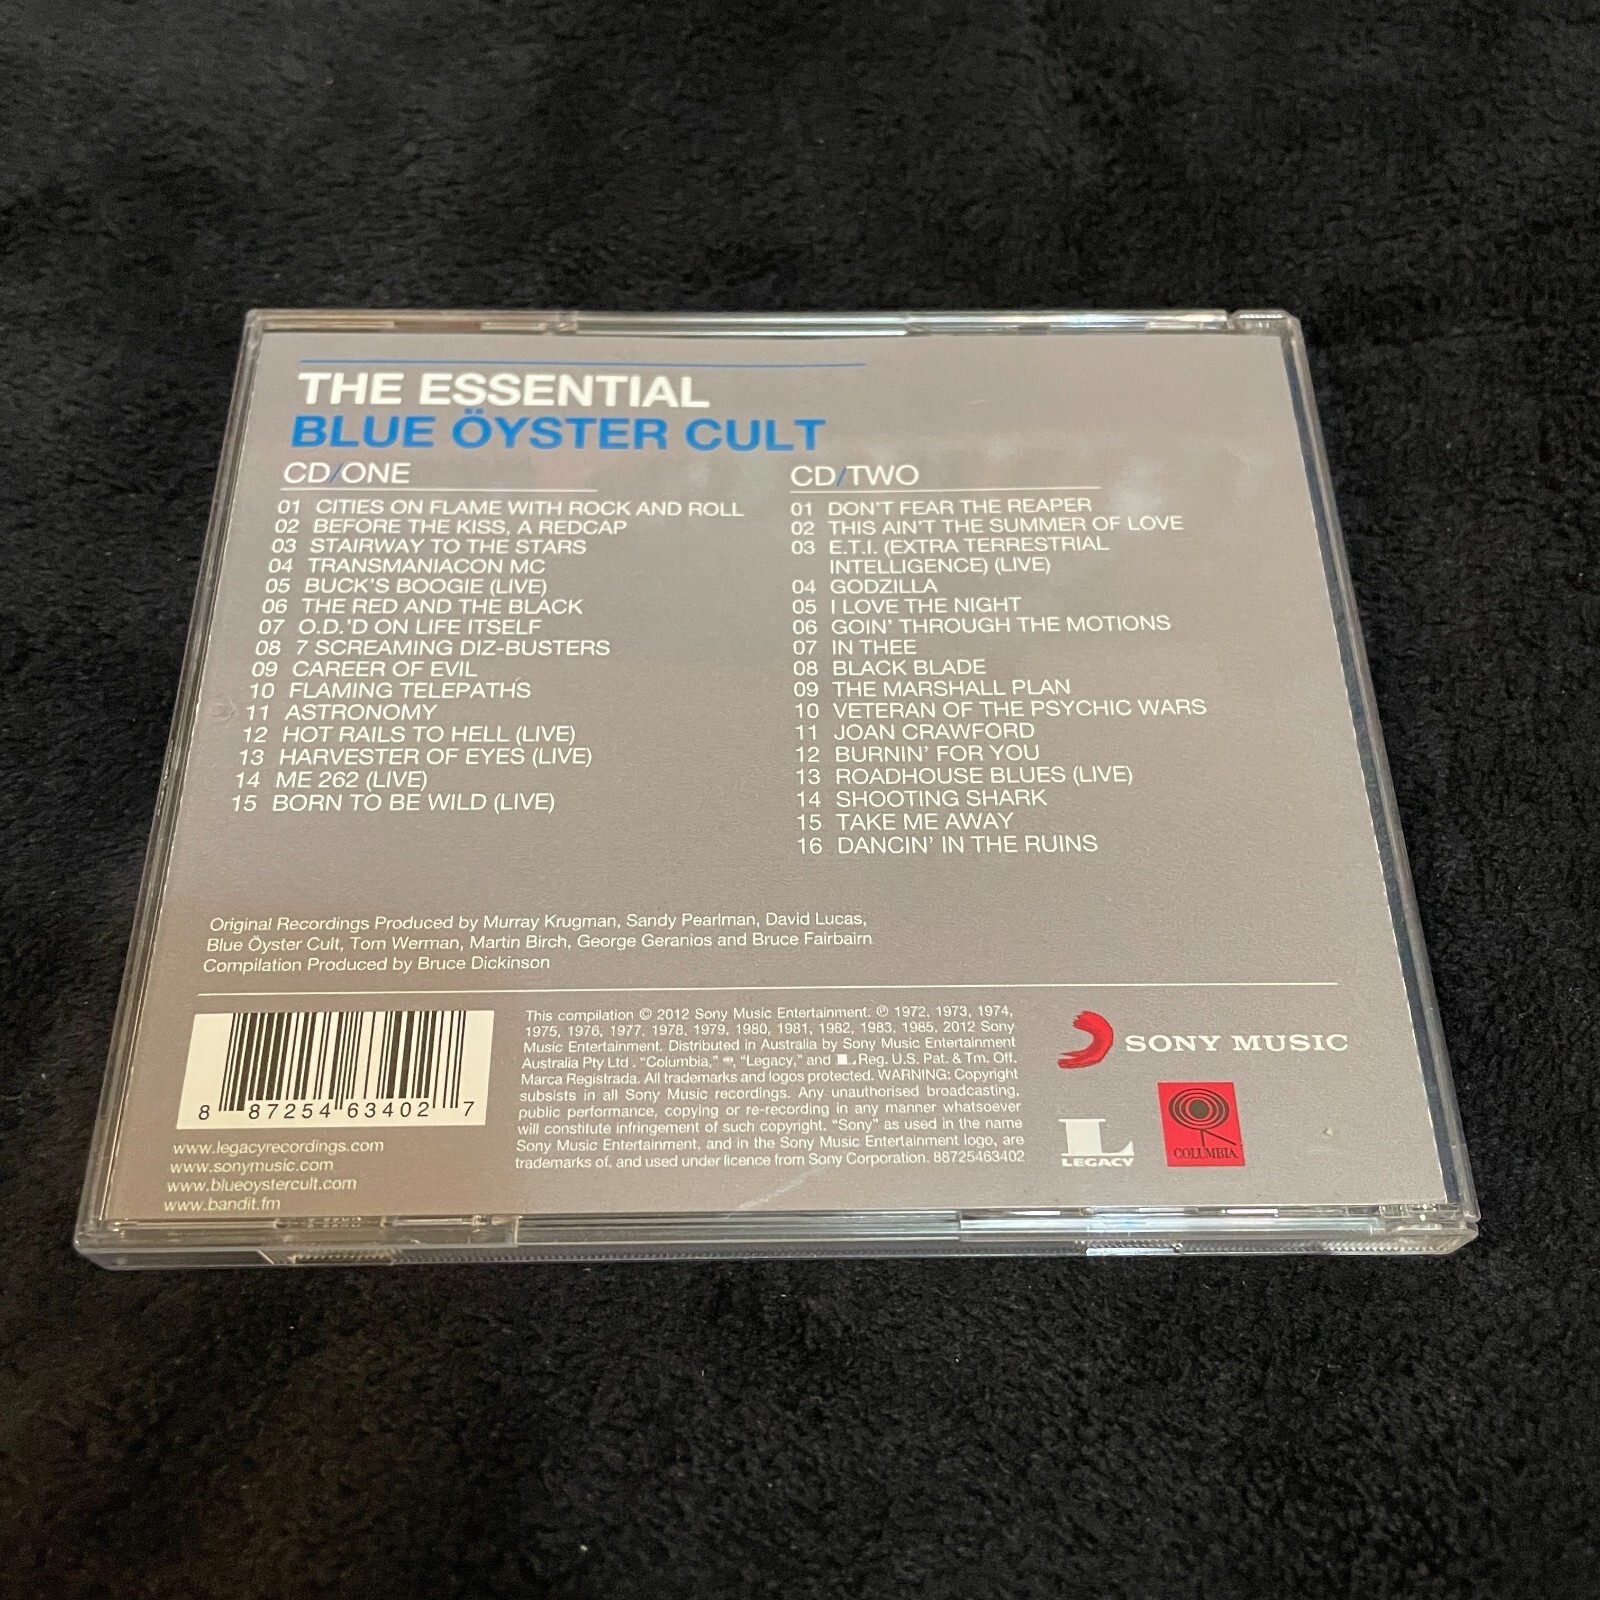 THE ESSENTIAL
BLUE ÖYSTER CULT
CD/ONE
01 CITIES ON FLAME WITH ROCK AND ROLL
02 BEFORE THE KISS, A REDCAP
03 STAIRWAY TO THE STARS
04 TRANSMANIACON MC
05 BUCK'S BOOGIE (LIVE)
06 THE RED AND THE BLACK
07 O.D.'D ON LIFE ITSELF
08 7 SCREAMING DIZ-BUSTERS
09 CAREER OF EVIL
10 FLAMING TELEPATHS
11 ASTRONOMY
12 HOT RAILS TO HELL (LIVE)
13 HARVESTER OF EYES (LIVE)
14 ME 262 (LIVE)
15 BORN TO BE WILD (LIVE)
CD/TWO
01 DON'T FEAR THE REAPER
02 THIS AIN'T THE SUMMER OF LOVE
03 E.T.I. (EXTRA TERRESTRIAL
INTELLIGENCE) (LIVE)
04 GODZILLA
05 I LOVE THE NIGHT
06 GOIN' THROUGH THE MOTIONS
07 IN THEE
08 BLACK BLADE
09 THE MARSHALL PLAN
10 VETERAN OF THE PSYCHIC WARS
11 JOAN CRAWFORD
12 BURNIN' FOR YOU
13 ROADHOUSE BLUES (LIVE)
14 SHOOTING SHARK
15 TAKE ME AWAY
16 DANCIN' IN THE RUINS
Original Recordings Produced by Murray Krugman, Sandy Pearlman, David Lucas,
Blue Öyster Cult, Tom Werman, Martin Birch, George Geranios and Bruce Fairbairn
Compilation Produced by Bruce Dickinson
8 87254 63402 7
www.legacyrecordings.com
www.sonymusic.com
www.blueoystercult.com
www.bandit.fm
This compilation © 2012 Sony Music Entertainment. ℗ 1972, 1973, 1974,
1975, 1976, 1977, 1978, 1979, 1980, 1981, 1982, 1983, 1985, 2012 Sony
Music Entertainment. Distributed in Australia by Sony Music Entertainment
Australia Pty Ltd . "Columbia," , "Legacy," and L Reg. U.S. Pat. & Tm. Off.
Marca Registrada. All trademarks and logos protected. WARNING: Copyright
subsists in all Sony Music recordings. Any unauthorised broadcasting,
public performance, copying or re-recording in any manner whatsoever
will constitute infringement of such copyright. "Sony" as used in the name
Sony Music Entertainment, and in the Sony Music Entertainment logo, are
trademarks of, and used under licence from Sony Corporation. 88725463402
SONY MUSIC
L
LEGACY
COLUMBIA